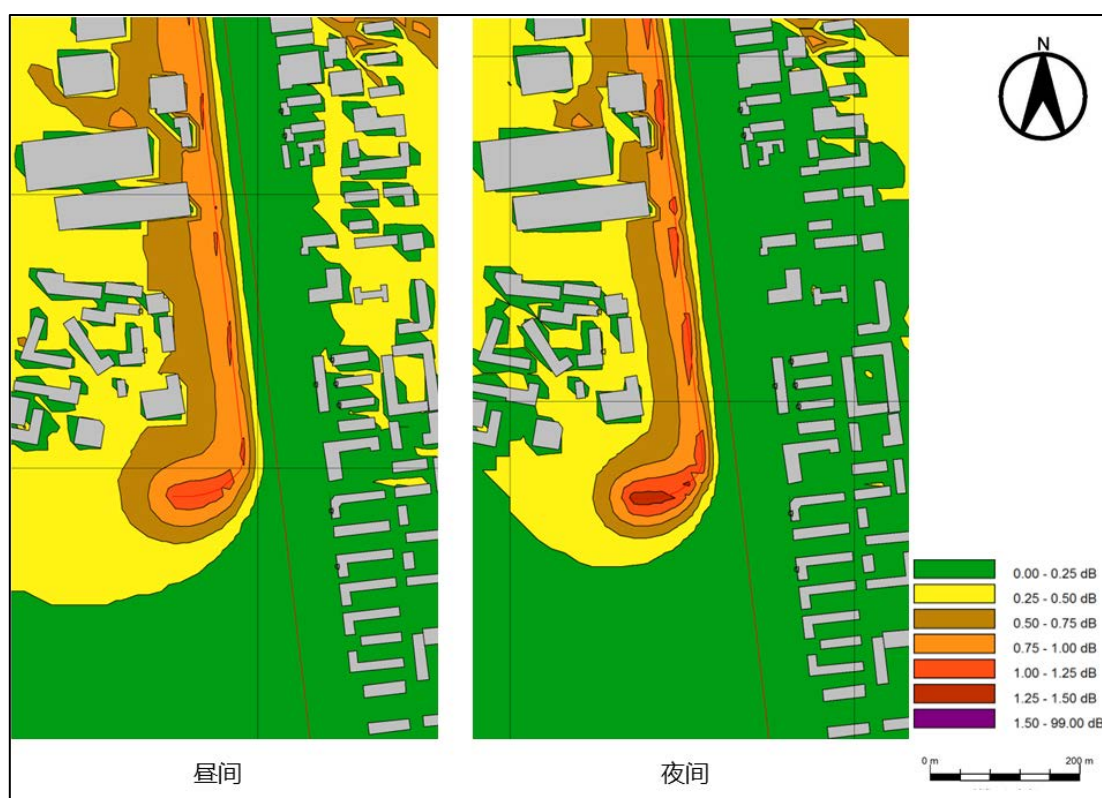 N
0.00 - 0.25 dB
0.25 - 0.50 dB
0.50 - 0.75 dB
0.75 - 1.00 dB
1.00 - 1.25 dB
1.25 - 1.50 dB
1.50 - 99.00 dB
0 m 200 m
昼间 夜间